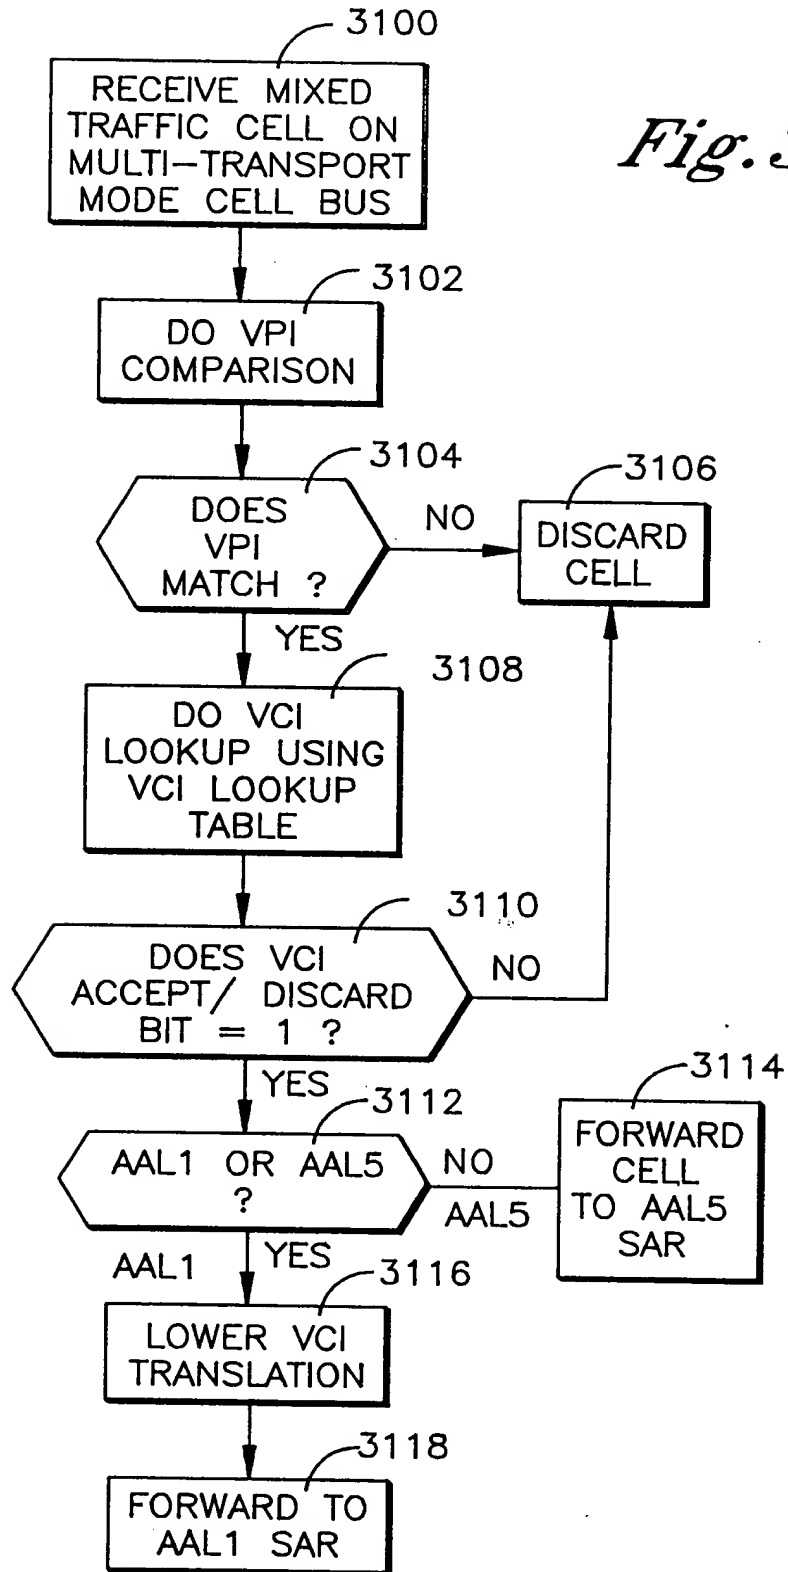 3100
RECEIVE MIXED
TRAFFIC CELL ON
MULTI-TRANSPORT
MODE CELL BUS
Fig.
3102
DO VPI
COMPARISON
3104
DOES
VPI
MATCH ?
NO
3106
DISCARD
CELL
YES
3108
DO VCI
LOOKUP USING
VCI LOOKUP
TABLE
3110
DOES VCI
ACCEPT/ DISCARD
BIT = 1 ?
NO
YES
3112
AAL1 OR AAL5
?
NO
AAL5
3114
FORWARD
CELL
TO AAL5
SAR
AAL1
YES
3116
LOWER VCI
TRANSLATION
3118
FORWARD TO
AAL1 SAR